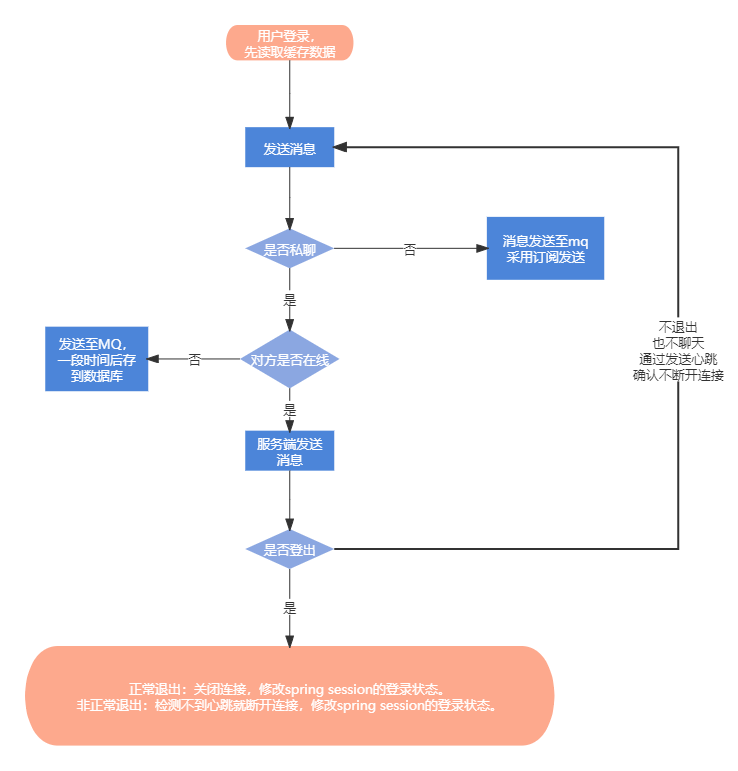 用户登录，
先读取缓存数据
发送消息
是否私聊
否
消息发送至mq
采用订阅发送
是
不退出
也不聊天
通过发送心跳
确认不断开连接
发送至MQ，
一段时间后存
到数据库
否
对方是否在线
是
服务端发送
消息
是否登出
是
正常退出：关闭连接，修改spring session的登录状态。
非正常退出：检测不到心跳就断开连接，修改spring session的登录状态。